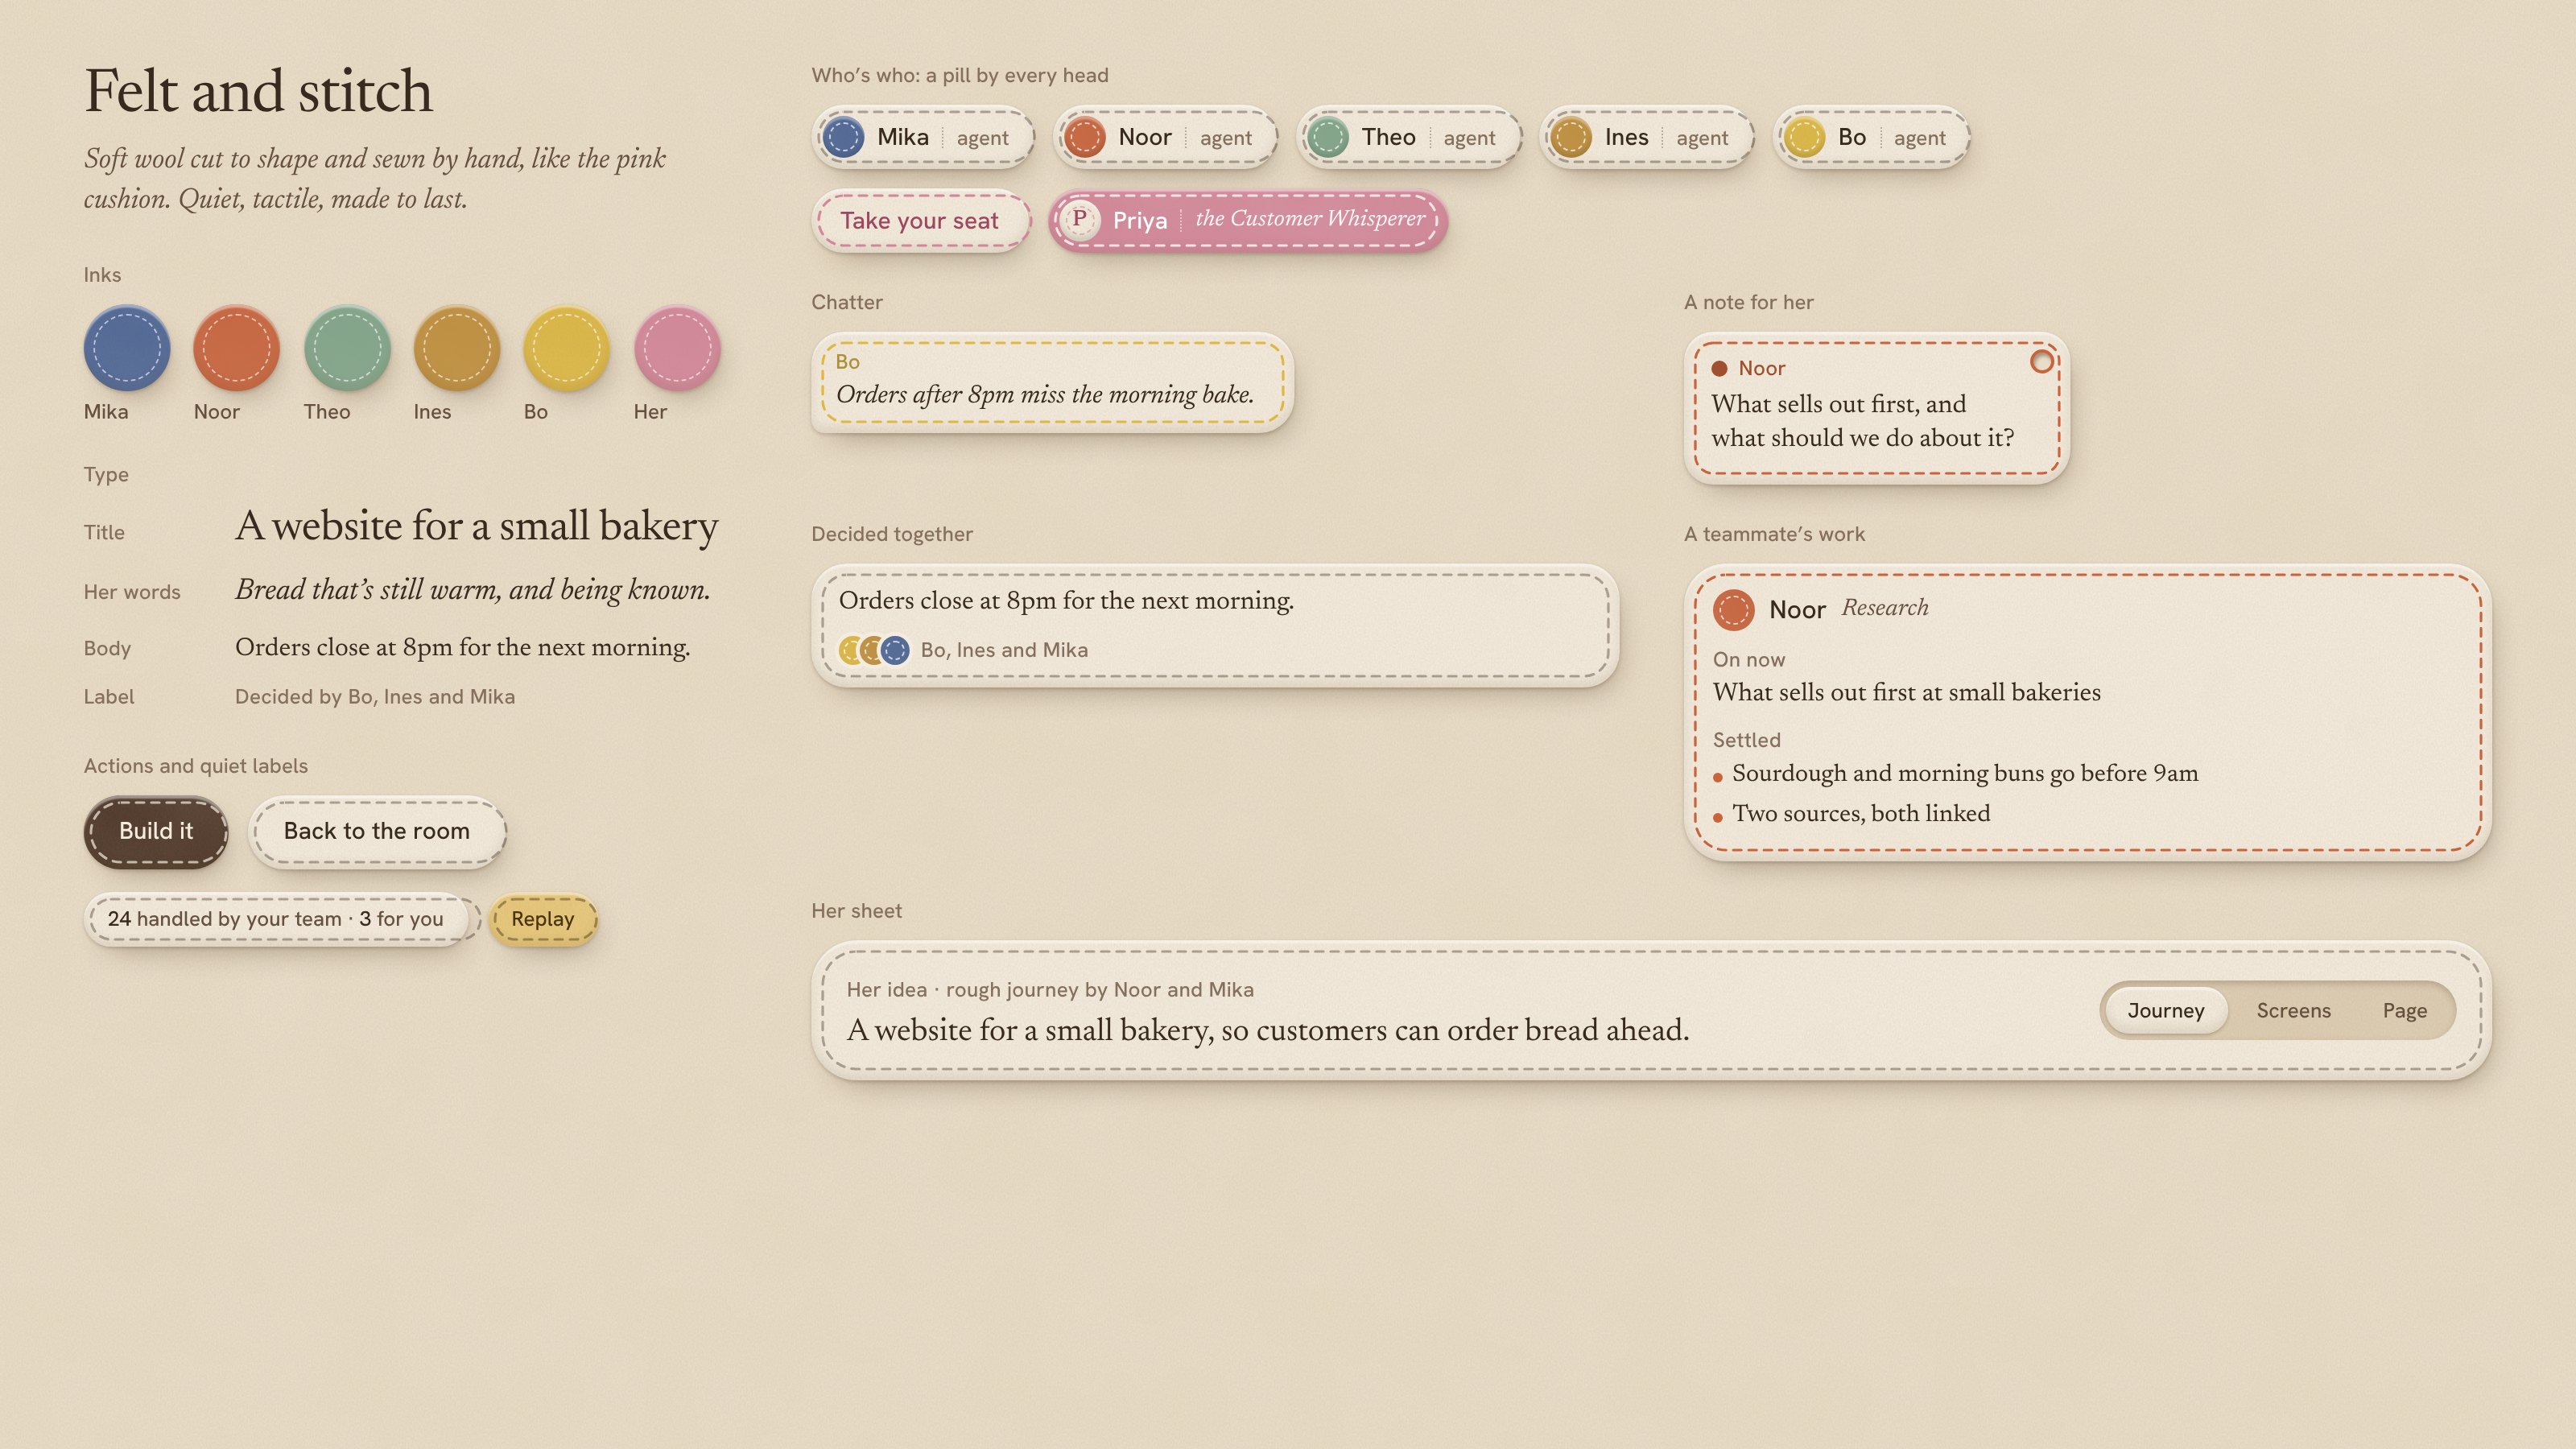 Felt and stitch
Soft wool cut to shape and sewn by hand, like the pink
cushion. Quiet, tactile, made to last.
Inks
Mika
Noor
Theo
Ines
Bo
Her
Type
Title
A website for a small bakery
Her words
Bread that’s still warm, and being known.
Body
Orders close at 8pm for the next morning.
Label
Decided by Bo, Ines and Mika
Actions and quiet labels
Build it
Back to the room
24 handled by your team · 3 for you
Replay
Who’s who: a pill by every head
Mika agent
Noor agent
Theo agent
Ines agent
Bo agent
Take your seat
P Priya the Customer Whisperer
Chatter
Bo
Orders after 8pm miss the morning bake.
A note for her
Noor
What sells out first, and
what should we do about it?
Decided together
Orders close at 8pm for the next morning.
Bo, Ines and Mika
A teammate’s work
Noor Research
On now
What sells out first at small bakeries
Settled
Sourdough and morning buns go before 9am
Two sources, both linked
Her sheet
Her idea · rough journey by Noor and Mika
A website for a small bakery, so customers can order bread ahead.
Journey
Screens
Page